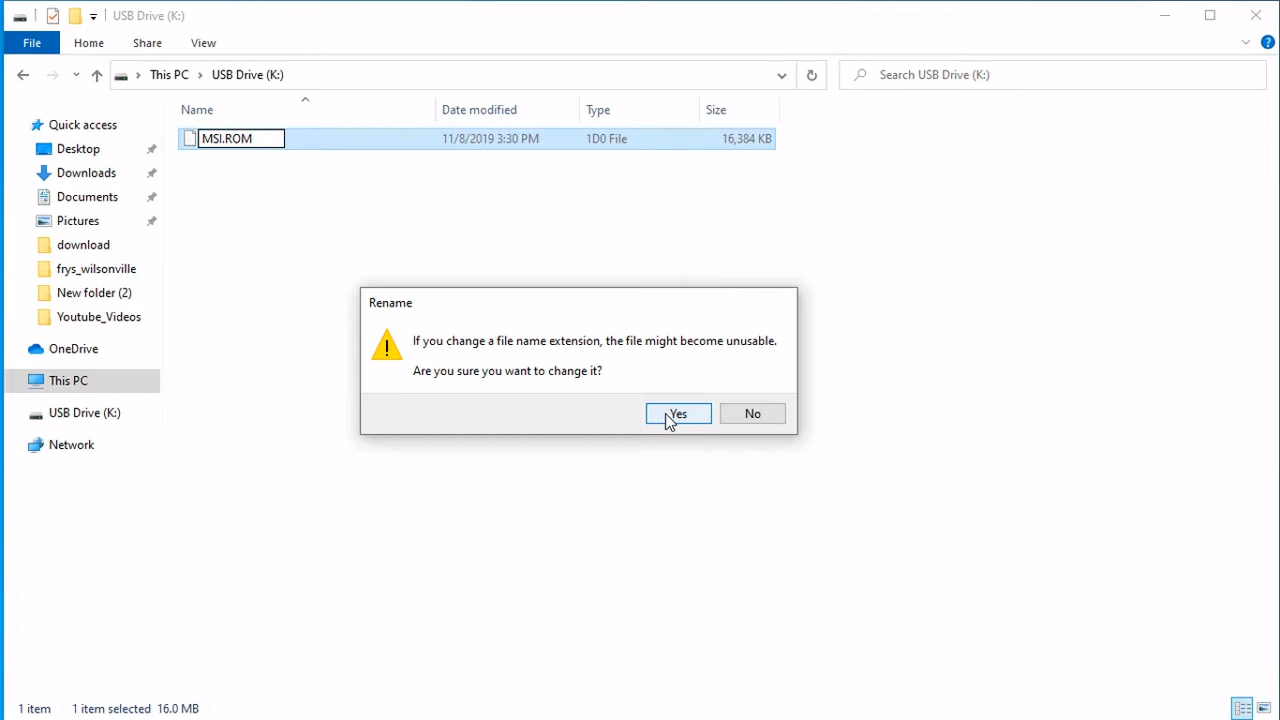 USB Drive (K:)
File Home Share View
This PC USB Drive (K:) Search USB Drive (K:)
Name Date modified Type Size
MSI.ROM 11/8/2019 3:30 PM 1D0 File 16,384 KB
Quick access
Desktop
Downloads
Documents
Pictures
download
frys_wilsonville
New folder (2)
Youtube_Videos
OneDrive
This PC
USB Drive (K:)
Network
Rename
If you change a file name extension, the file might become unusable.
Are you sure you want to change it?
Yes No
1 item 1 item selected 16.0 MB